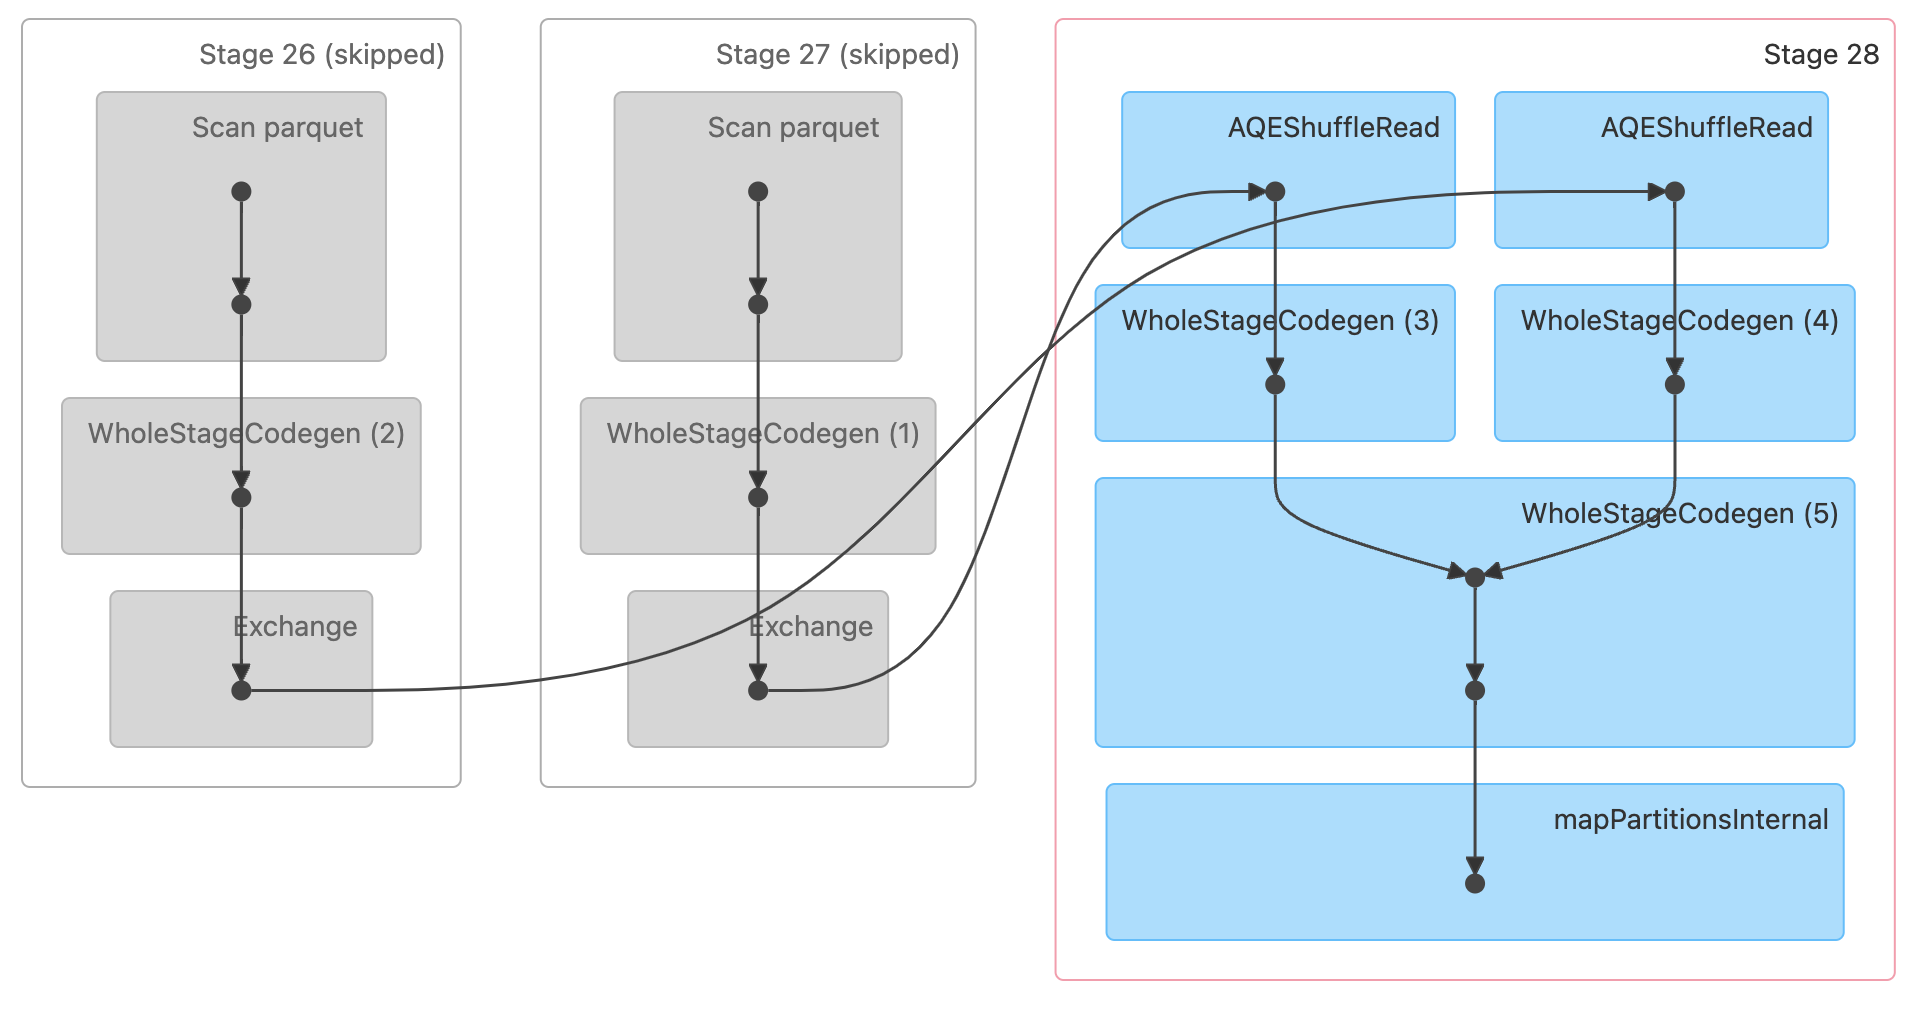 Stage 26 (skipped)
Scan parquet
WholeStageCodegen (2)
Exchange
Stage 27 (skipped)
Scan parquet
WholeStageCodegen (1)
Exchange
Stage 28
AQEShuffleRead
AQEShuffleRead
WholeStageCodegen (3)
WholeStageCodegen (4)
WholeStageCodegen (5)
mapPartitionsInternal